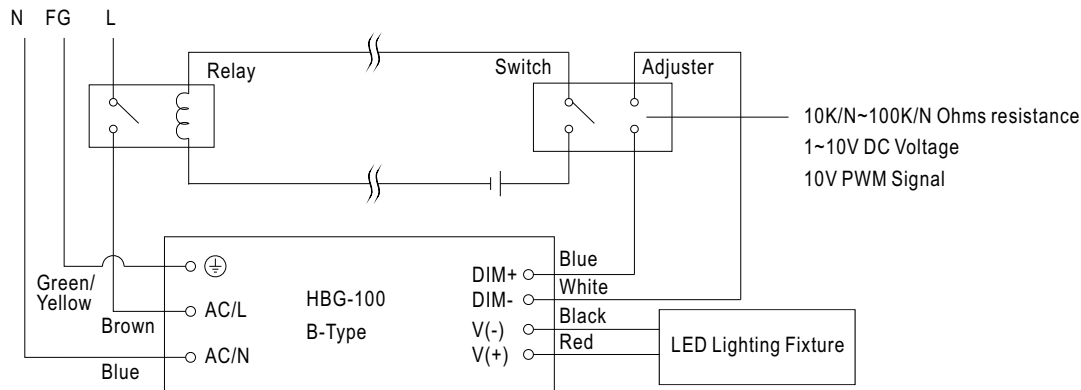 N FG L
Relay
Switch
Adjuster
10K/N~100K/N Ohms resistance
1~10V DC Voltage
10V PWM Signal
Green/
Yellow
Brown
Blue
AC/L
AC/N
HBG-100
B-Type
DIM+
DIM-
V(-)
V(+)
Blue
White
Black
Red
LED Lighting Fixture